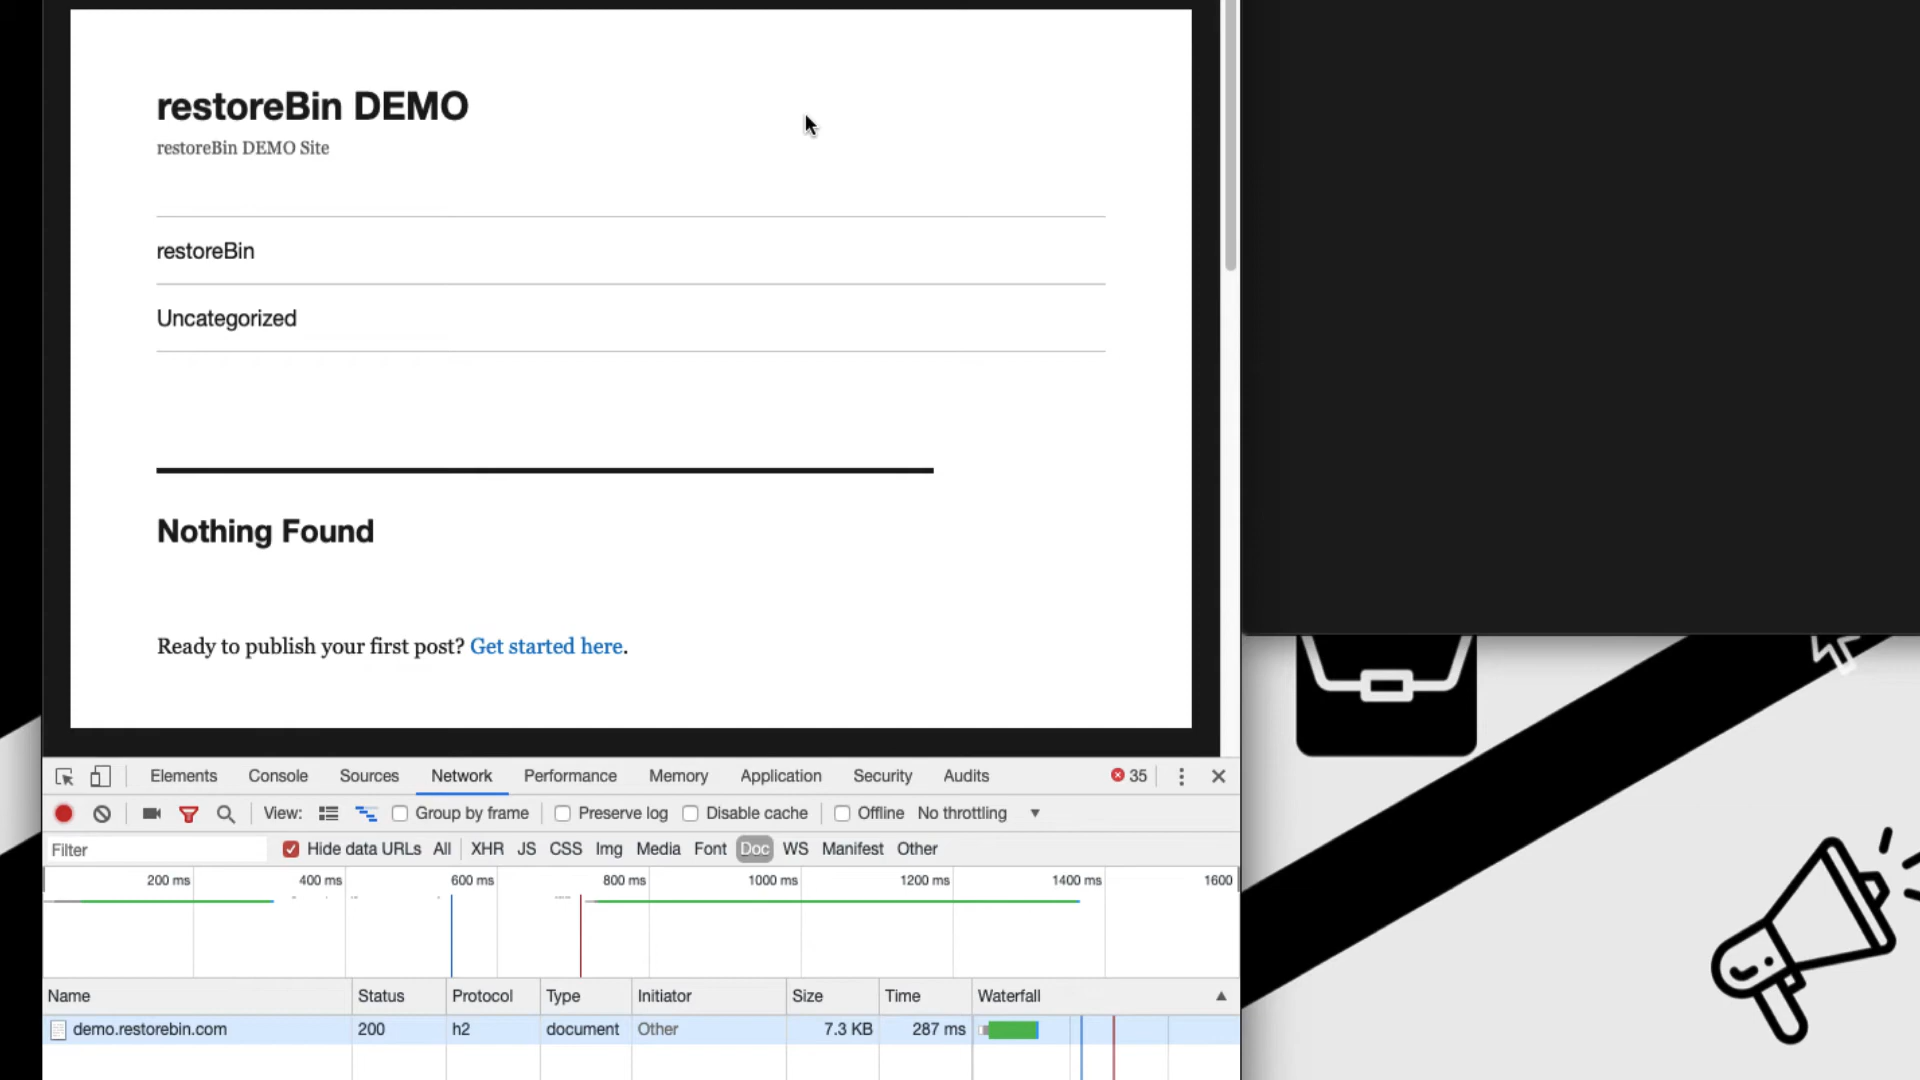 restoreBin DEMO
restoreBin DEMO Site
restoreBin
Uncategorized
Nothing Found
Ready to publish your first post? Get started here.
Elements Console Sources Network Performance Memory Application Security Audits 35
View: Group by frame Preserve log Disable cache Offline No throttling
Filter Hide data URLs All XHR JS CSS Img Media Font Doc WS Manifest Other
200 ms 400 ms 600 ms 800 ms 1000 ms 1200 ms 1400 ms 1600
Name Status Protocol Type Initiator Size Time Waterfall
demo.restorebin.com 200 h2 document Other 7.3 KB 287 ms